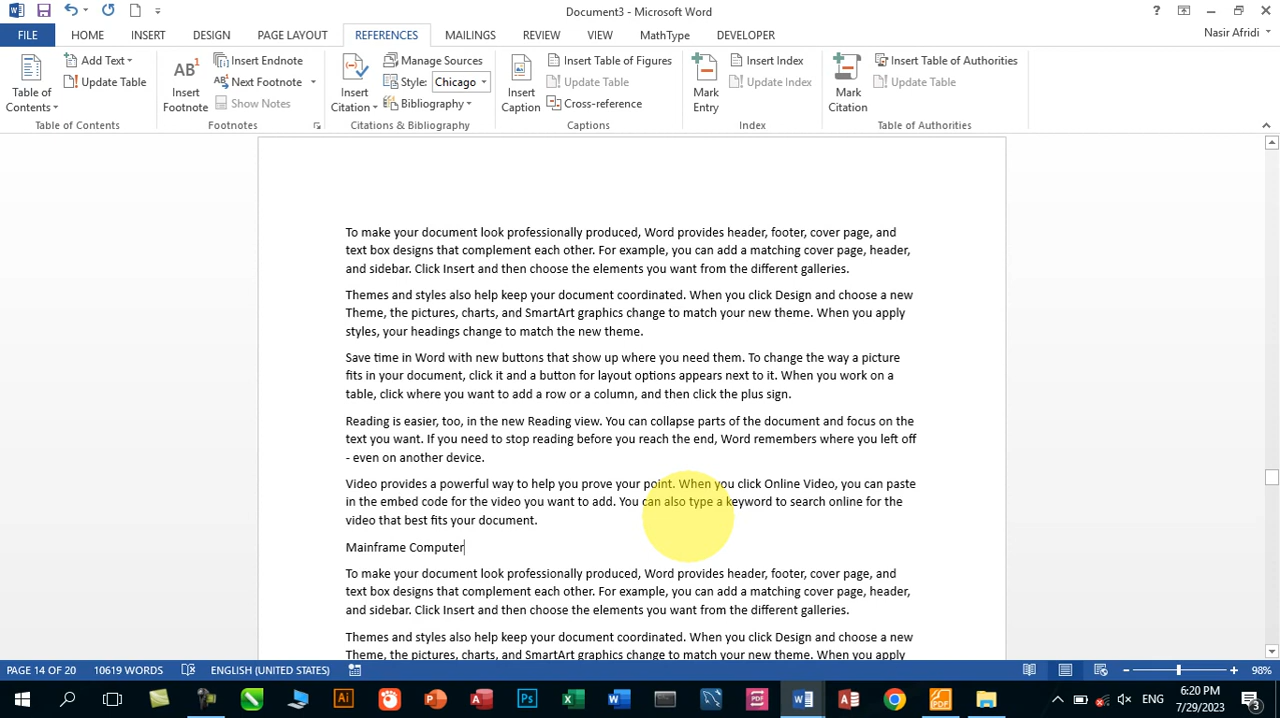 Document3 - Microsoft Word
?
FILE HOME INSERT DESIGN PAGE LAYOUT REFERENCES MAILINGS REVIEW VIEW MathType DEVELOPER
Nasir Afridi
Table of Contents
Add Text
Update Table
Table of Contents
AB1
Insert Footnote
Insert Endnote
Next Footnote
Show Notes
Footnotes
Insert Citation
Manage Sources
Style: Chicago
Bibliography
Citations & Bibliography
Insert Caption
Insert Table of Figures
Update Table
Cross-reference
Captions
Mark Entry
Insert Index
Update Index
Index
Mark Citation
Insert Table of Authorities
Update Table
Table of Authorities
To make your document look professionally produced, Word provides header, footer, cover page, and
text box designs that complement each other. For example, you can add a matching cover page, header,
and sidebar. Click Insert and then choose the elements you want from the different galleries.
Themes and styles also help keep your document coordinated. When you click Design and choose a new
Theme, the pictures, charts, and SmartArt graphics change to match your new theme. When you apply
styles, your headings change to match the new theme.
Save time in Word with new buttons that show up where you need them. To change the way a picture
fits in your document, click it and a button for layout options appears next to it. When you work on a
table, click where you want to add a row or a column, and then click the plus sign.
Reading is easier, too, in the new Reading view. You can collapse parts of the document and focus on the
text you want. If you need to stop reading before you reach the end, Word remembers where you left off
- even on another device.
Video provides a powerful way to help you prove your point. When you click Online Video, you can paste
in the embed code for the video you want to add. You can also type a keyword to search online for the
video that best fits your document.
Mainframe Computer
To make your document look professionally produced, Word provides header, footer, cover page, and
text box designs that complement each other. For example, you can add a matching cover page, header,
and sidebar. Click Insert and then choose the elements you want from the different galleries.
Themes and styles also help keep your document coordinated. When you click Design and choose a new
Theme, the pictures, charts, and SmartArt graphics change to match your new theme. When you apply
PAGE 14 OF 20 10619 WORDS ENGLISH (UNITED STATES) 98%
ENG
6:20 PM
7/29/2023
3